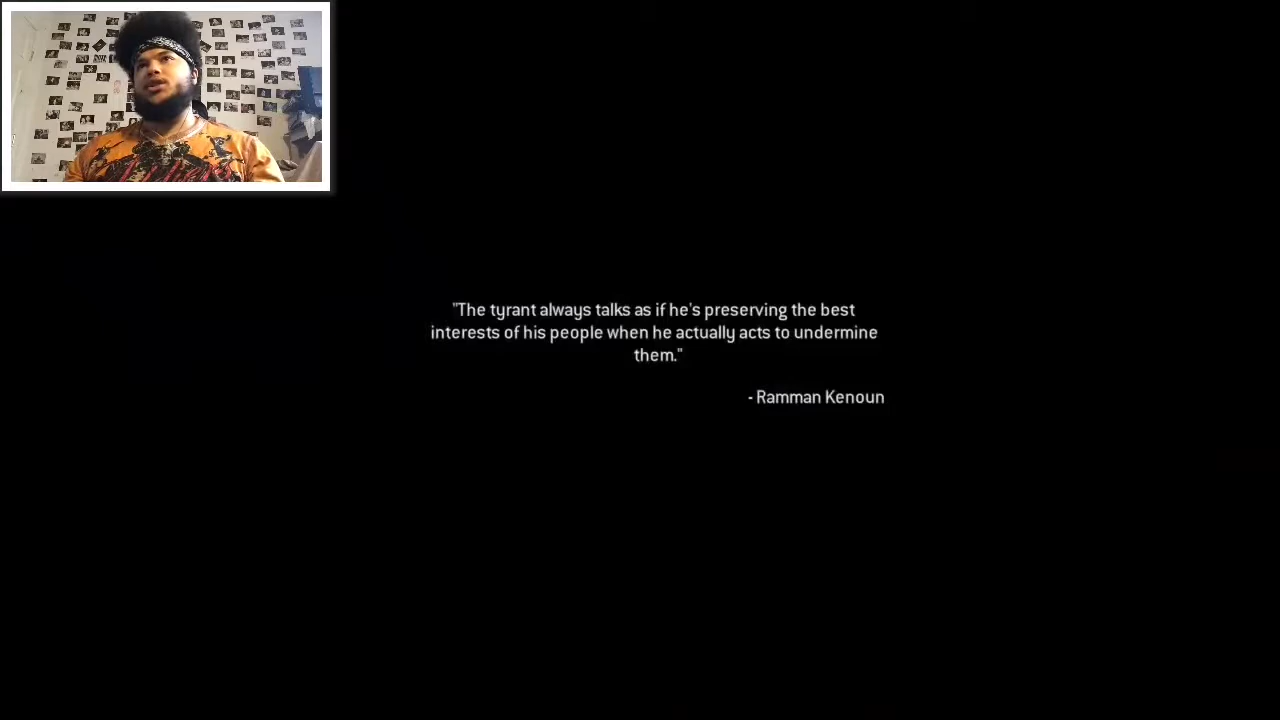 "The tyrant always talks as if he's preserving the best
interests of his people when he actually acts to undermine
them."
- Ramman Kenoun